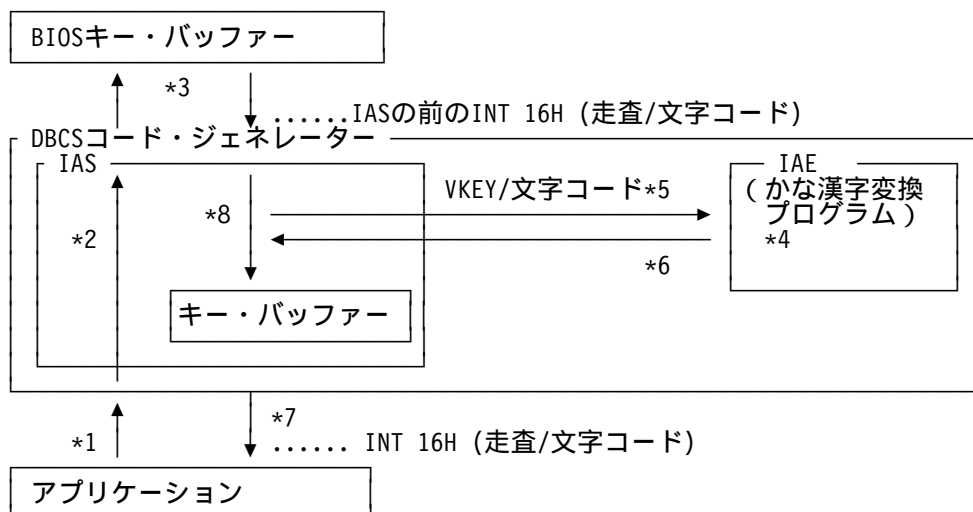 BIOSキー・バッファー
*3
......IASの前のINT 16H (走査/文字コード)
DBCSコード・ジェネレーター
IAS
IAE
VKEY/文字コード*5
(かな漢字変換
プログラム)
*8
*2
*4
*6
キー・バッファー
*7
*1
...... INT 16H (走査/文字コード)
アプリケーション